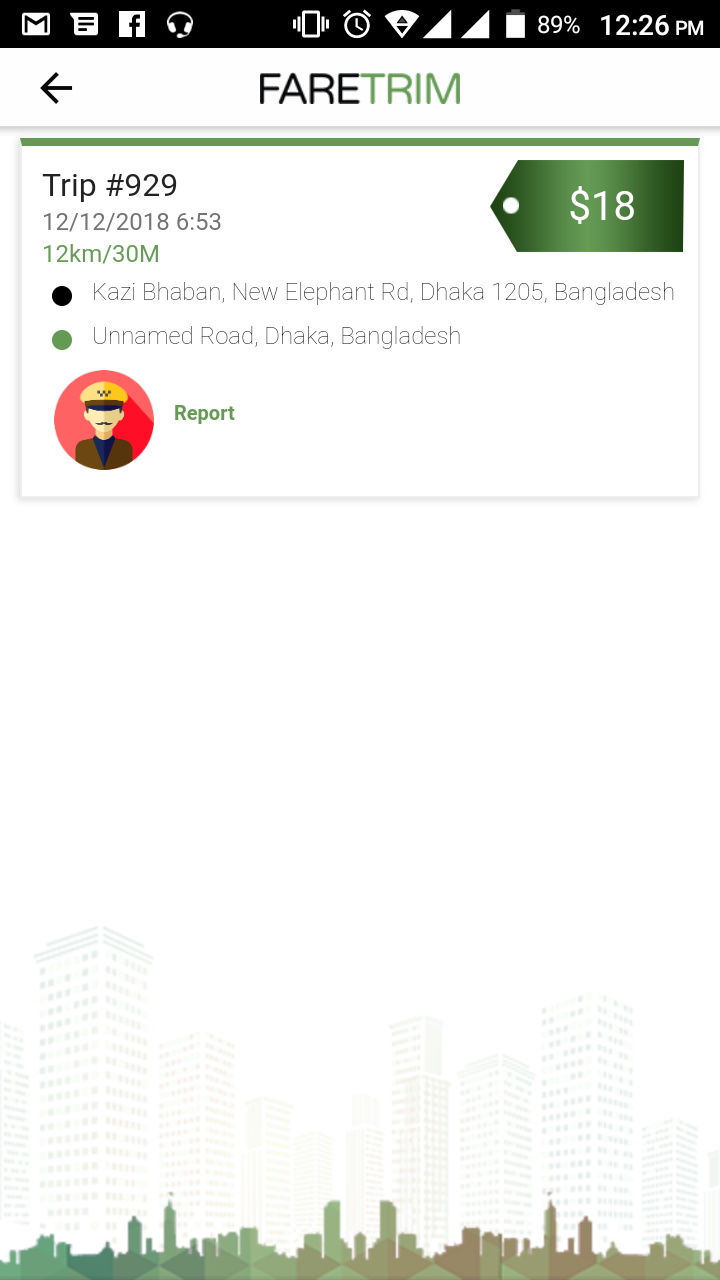 89% 12:26 PM
FARETRIM
Trip #929
$18
12/12/2018 6:53
12km/30M
Kazi Bhaban, New Elephant Rd, Dhaka 1205, Bangladesh
Unnamed Road, Dhaka, Bangladesh
Report